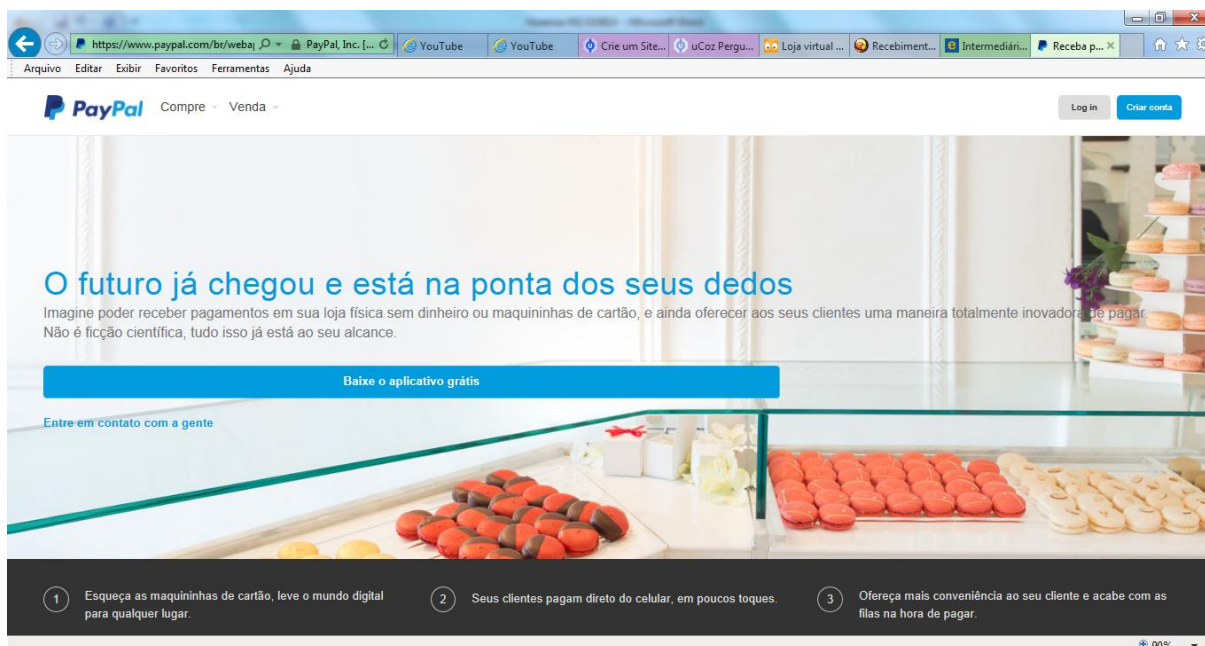 https://www.paypal.com/br/weba
PayPal, Inc. [...
YouTube
YouTube
Crie um Site...
uCoz Pergu...
Loja virtual ...
Recebiment...
Intermediári...
Receba p...
Arquivo Editar Exibir Favoritos Ferramentas Ajuda
PayPal Compre Venda
Log in Criar conta
O futuro já chegou e está na ponta dos seus dedos
Imagine poder receber pagamentos em sua loja física sem dinheiro ou maquininhas de cartão, e ainda oferecer aos seus clientes uma maneira totalmente inovadora de pagar.
Não é ficção científica, tudo isso já está ao seu alcance.
Baixe o aplicativo grátis
Entre em contato com a gente
1 Esqueça as maquininhas de cartão, leve o mundo digital
para qualquer lugar.
2 Seus clientes pagam direto do celular, em poucos toques.
3 Ofereça mais conveniência ao seu cliente e acabe com as
filas na hora de pagar.
90%